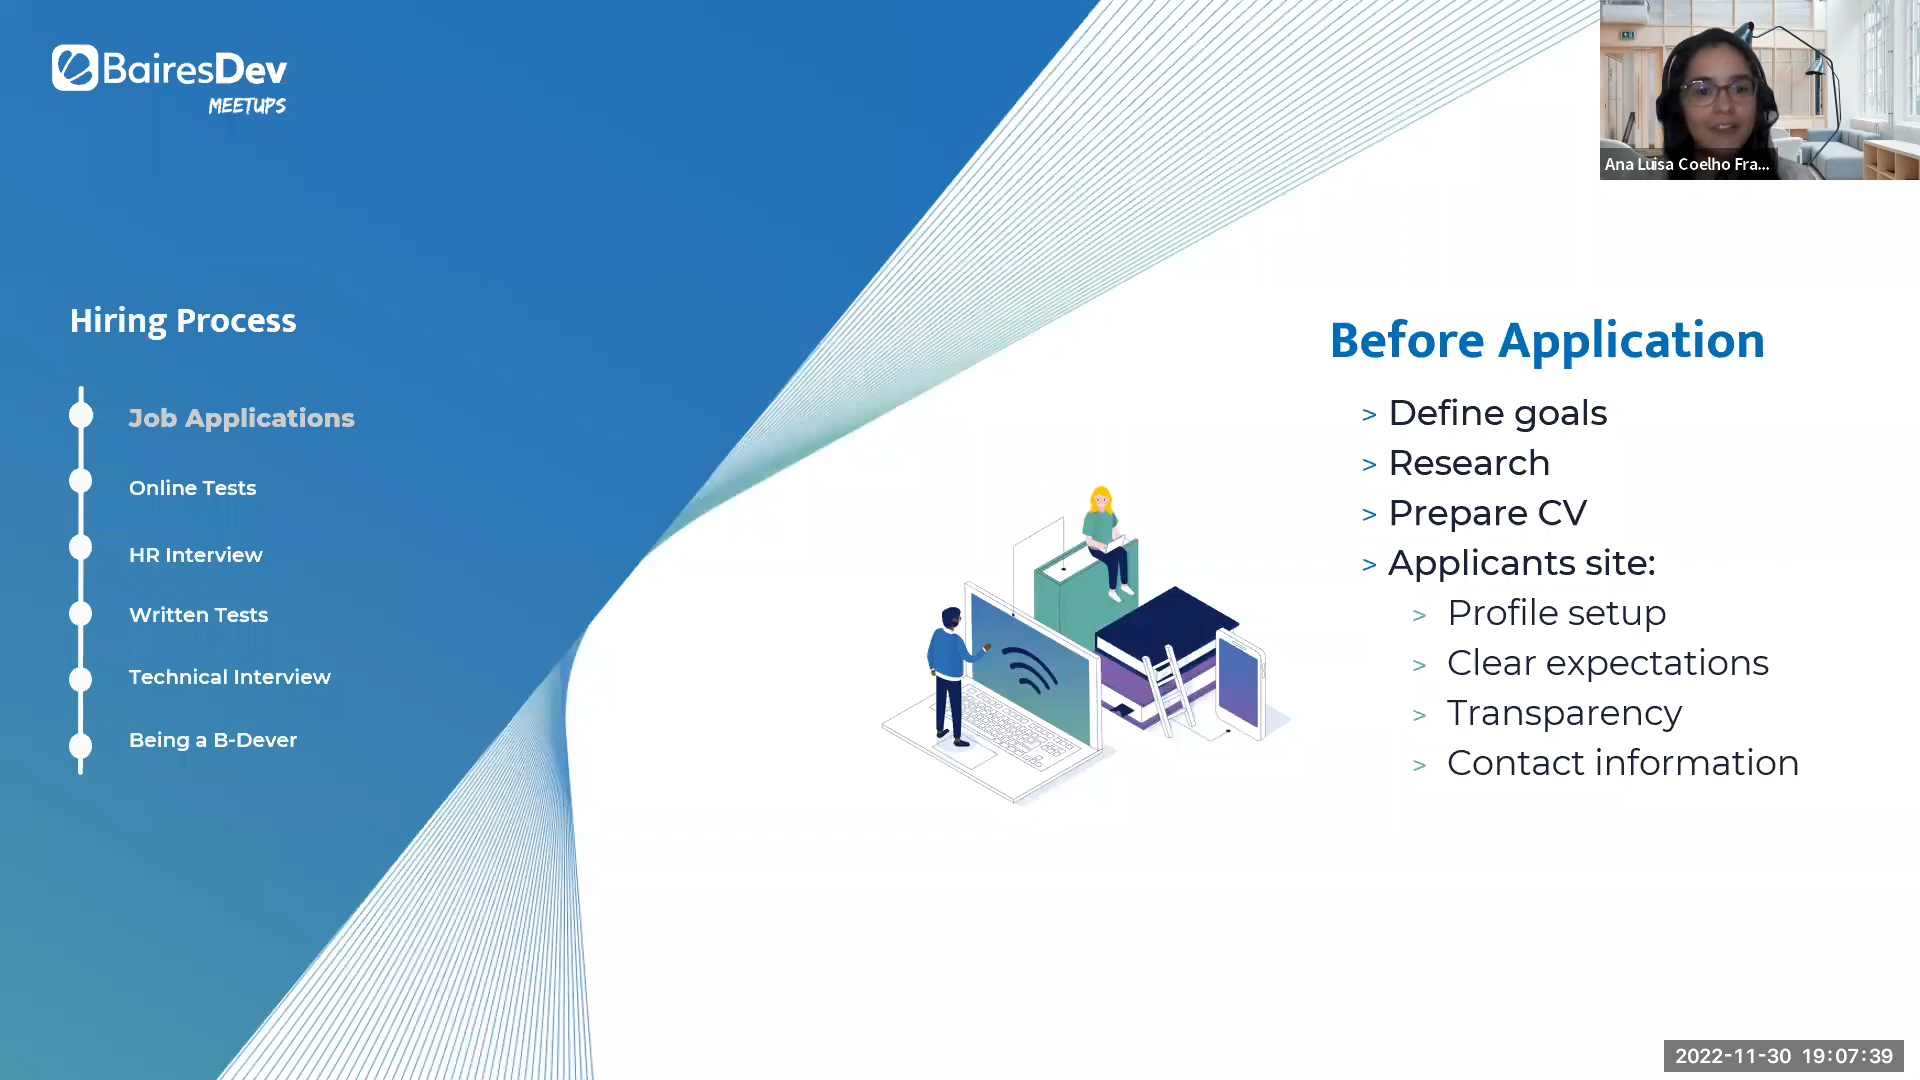 BairesDev
MEETUPS
Ana Luisa Coelho Fra...
Hiring Process
Job Applications
Online Tests
HR Interview
Written Tests
Technical Interview
Being a B-Dever
Before Application
> Define goals
> Research
> Prepare CV
> Applicants site:
> Profile setup
> Clear expectations
> Transparency
> Contact information
2022-11-30 19:07:39